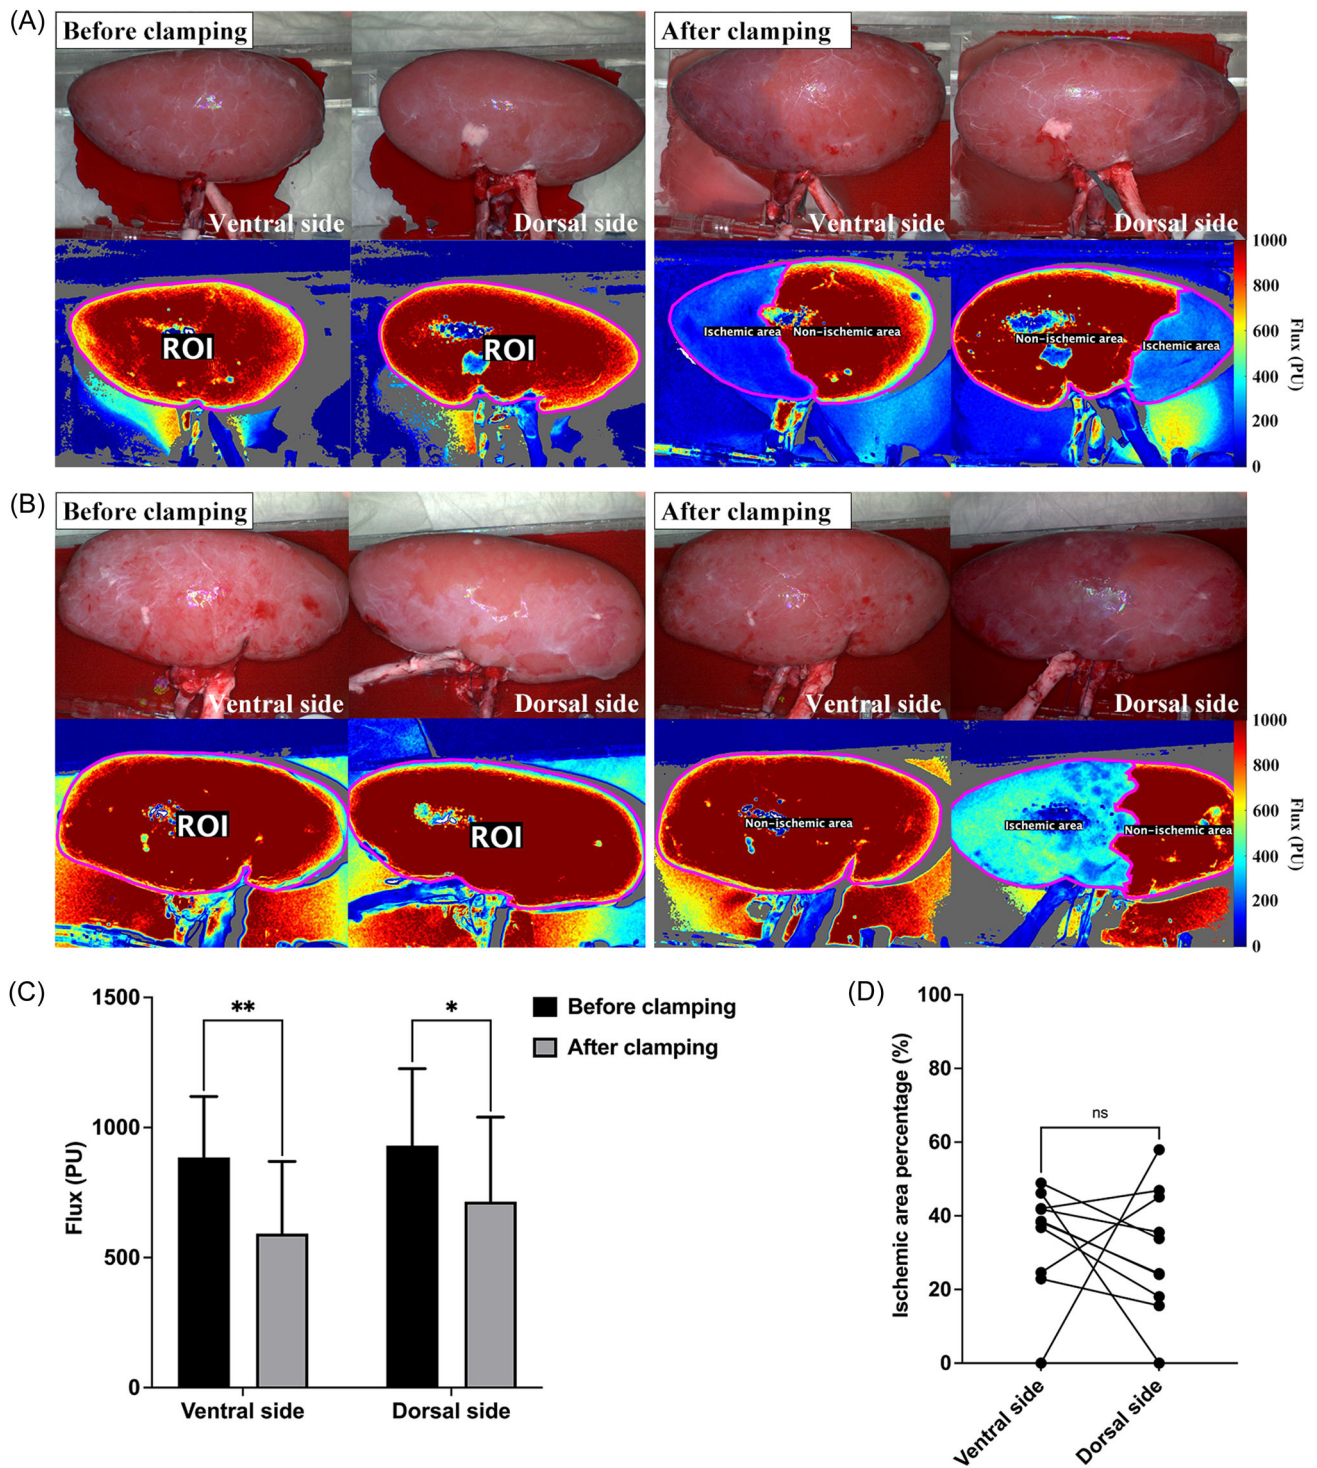 (A)
Before clamping
After clamping
Ventral side
Dorsal side
Ventral side
Dorsal side
ROI
ROI
Ischemic area
Non-ischemic area
Non-ischemic area
Ischemic area
1000
800
600
400
200
0
Flux (PU)
(B)
Before clamping
After clamping
Ventral side
Dorsal side
Ventral side
Dorsal side
ROI
ROI
Non-ischemic area
Ischemic area
Non-ischemic area
1000
800
600
400
200
0
Flux (PU)
(C)
1500
1000
500
0
Flux (PU)
**
*
Before clamping
After clamping
Ventral side
Dorsal side
(D)
100
80
60
40
20
0
Ischemic area percentage (%)
ns
Ventral side
Dorsal side